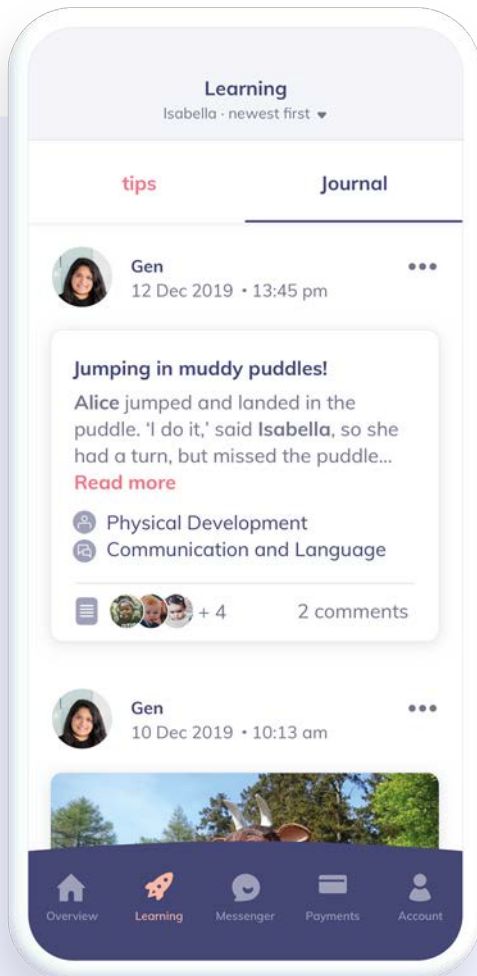 Learning
Isabella · newest first
tips
Journal
Gen
12 Dec 2019 • 13:45 pm
Jumping in muddy puddles!
Alice jumped and landed in the
puddle. ‘I do it,’ said Isabella, so she
had a turn, but missed the puddle...
Read more
Physical Development
Communication and Language
+ 4
2 comments
Gen
10 Dec 2019 • 10:13 am
Overview
Learning
Messenger
Payments
Account